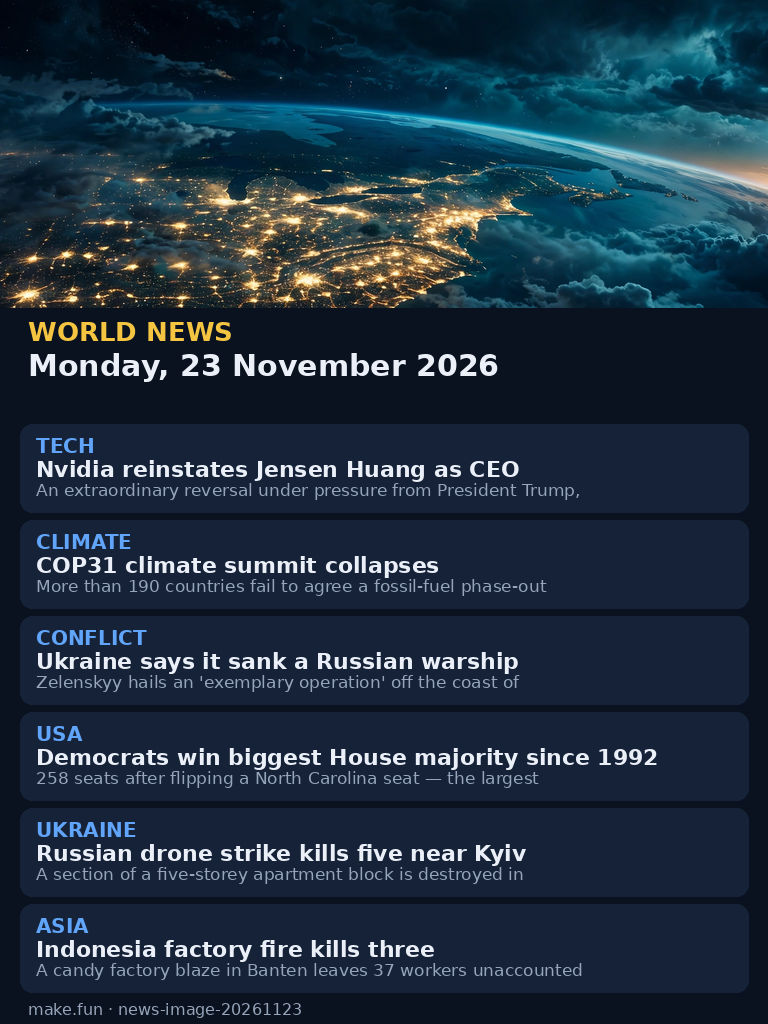 WORLD NEWS
Monday, 23 November 2026
TECH
Nvidia reinstates Jensen Huang as CEO
An extraordinary reversal under pressure from President Trump,
CLIMATE
COP31 climate summit collapses
More than 190 countries fail to agree a fossil-fuel phase-out
CONFLICT
Ukraine says it sank a Russian warship
Zelenskyy hails an 'exemplary operation' off the coast of
USA
Democrats win biggest House majority since 1992
258 seats after flipping a North Carolina seat — the largest
UKRAINE
Russian drone strike kills five near Kyiv
A section of a five-storey apartment block is destroyed in
ASIA
Indonesia factory fire kills three
A candy factory blaze in Banten leaves 37 workers unaccounted
make.fun · news-image-20261123